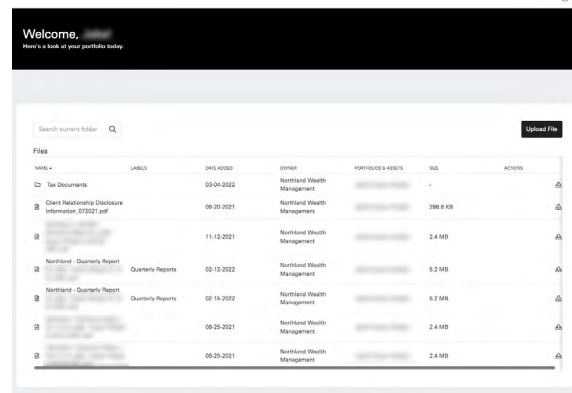 Welcome,
Here's a look at your portfolio today.
Search current folder
Upload File
Files
NAME LABELS DATE ADDED OWNER PORTFOLIOS & ASSETS SIZE ACTIONS
Tax Documents 03-04-2022 Northland Wealth Management -
Client Relationship Disclosure Information_072021.pdf 09-20-2021 Northland Wealth Management 286.8 KB
11-12-2021 Northland Wealth Management 2.4 MB
Northland - Quarterly Report Quarterly Reports 02-12-2022 Northland Wealth Management 5.2 MB
Northland - Quarterly Report Quarterly Reports 02-15-2022 Northland Wealth Management 5.2 MB
08-25-2021 Northland Wealth Management 2.4 MB
08-25-2021 Northland Wealth Management 2.4 MB